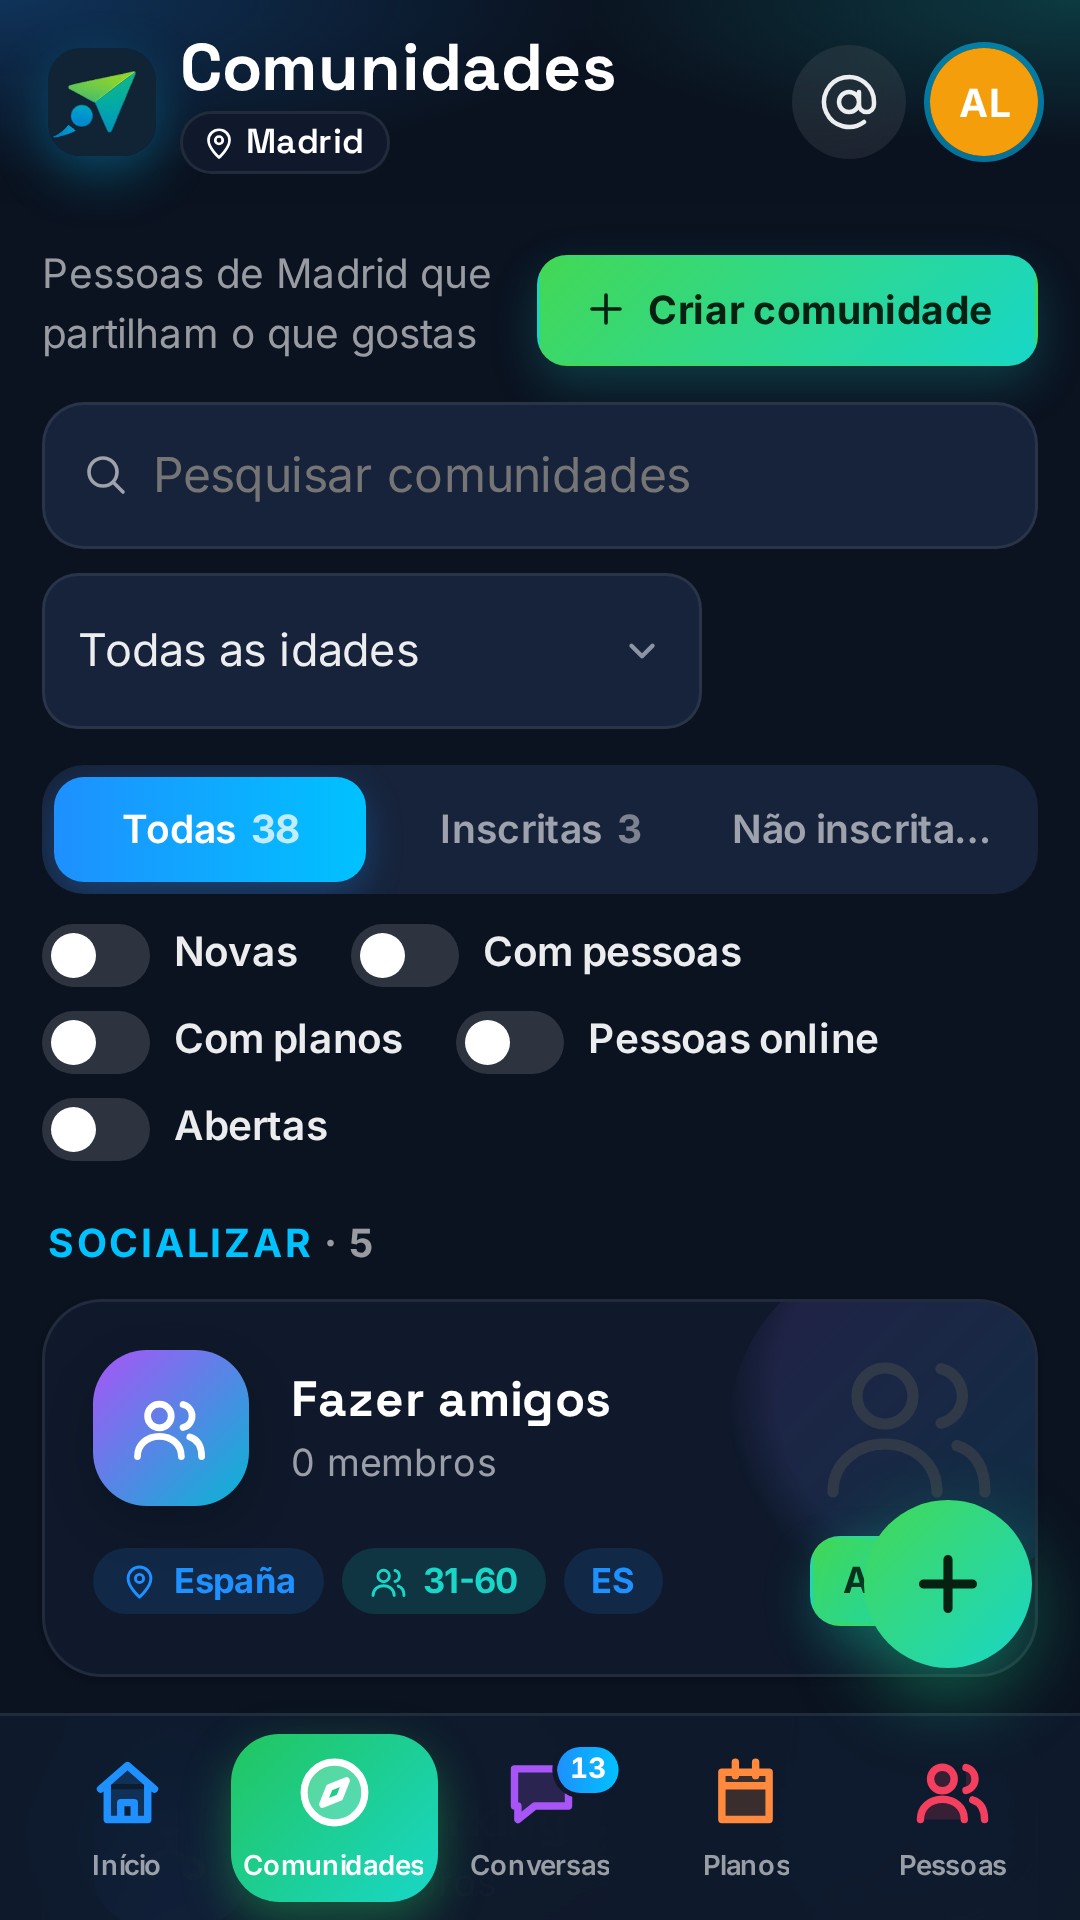 Comunidades
Madrid
AL
Pessoas de Madrid que
partilham o que gostas
Criar comunidade
Pesquisar comunidades
Todas as idades
Todas 38
Inscritas 3
Não inscrita...
Novas
Com pessoas
Com planos
Pessoas online
Abertas
SOCIALIZAR · 5
Fazer amigos
0 membros
España
31-60
ES
13
Início
Comunidades
Conversas
Planos
Pessoas